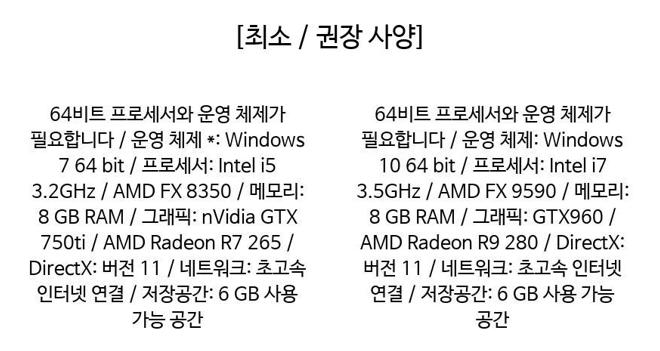 [최소 / 권장 사양]
64비트 프로세서와 운영 체제가
필요합니다 / 운영 체제 *: Windows
7 64 bit / 프로세서: Intel i5
3.2GHz / AMD FX 8350 / 메모리:
8 GB RAM / 그래픽: nVidia GTX
750ti / AMD Radeon R7 265 /
DirectX: 버전 11 / 네트워크: 초고속
인터넷 연결 / 저장공간: 6 GB 사용
가능 공간
64비트 프로세서와 운영 체제가
필요합니다 / 운영 체제: Windows
10 64 bit / 프로세서: Intel i7
3.5GHz / AMD FX 9590 / 메모리:
8 GB RAM / 그래픽: GTX960 /
AMD Radeon R9 280 / DirectX:
버전 11 / 네트워크: 초고속 인터넷
연결 / 저장공간: 6 GB 사용 가능
공간